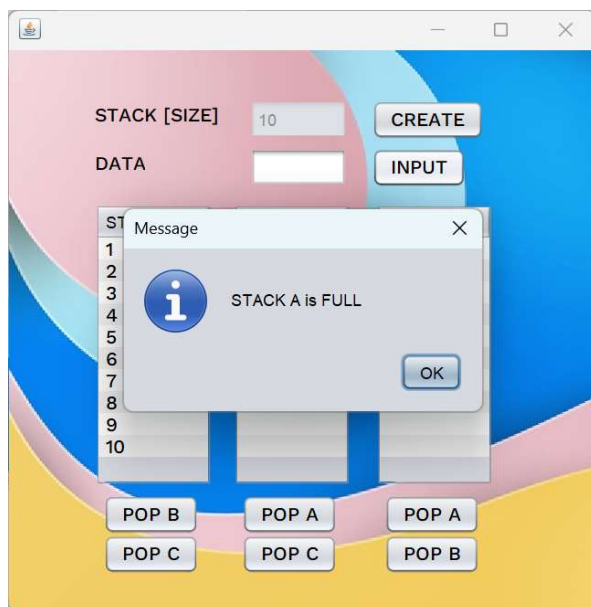 STACK [SIZE] 10 CREATE
DATA INPUT
ST
Message
1
2
3
4
5
6
7
8
9
10
STACK A is FULL
OK
POP B POP A POP A
POP C POP C POP B